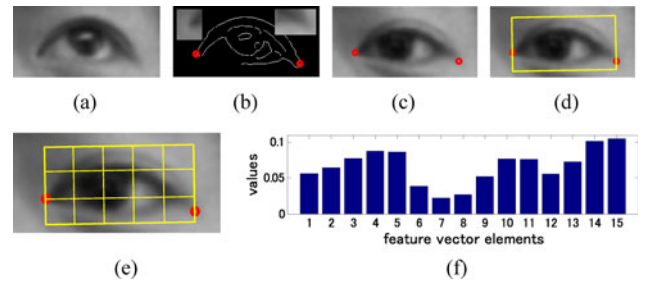 (a) (b) (c) (d)
0.1
0.05
0
values
1 2 3 4 5 6 7 8 9 10 11 12 13 14 15
feature vector elements
(e) (f)